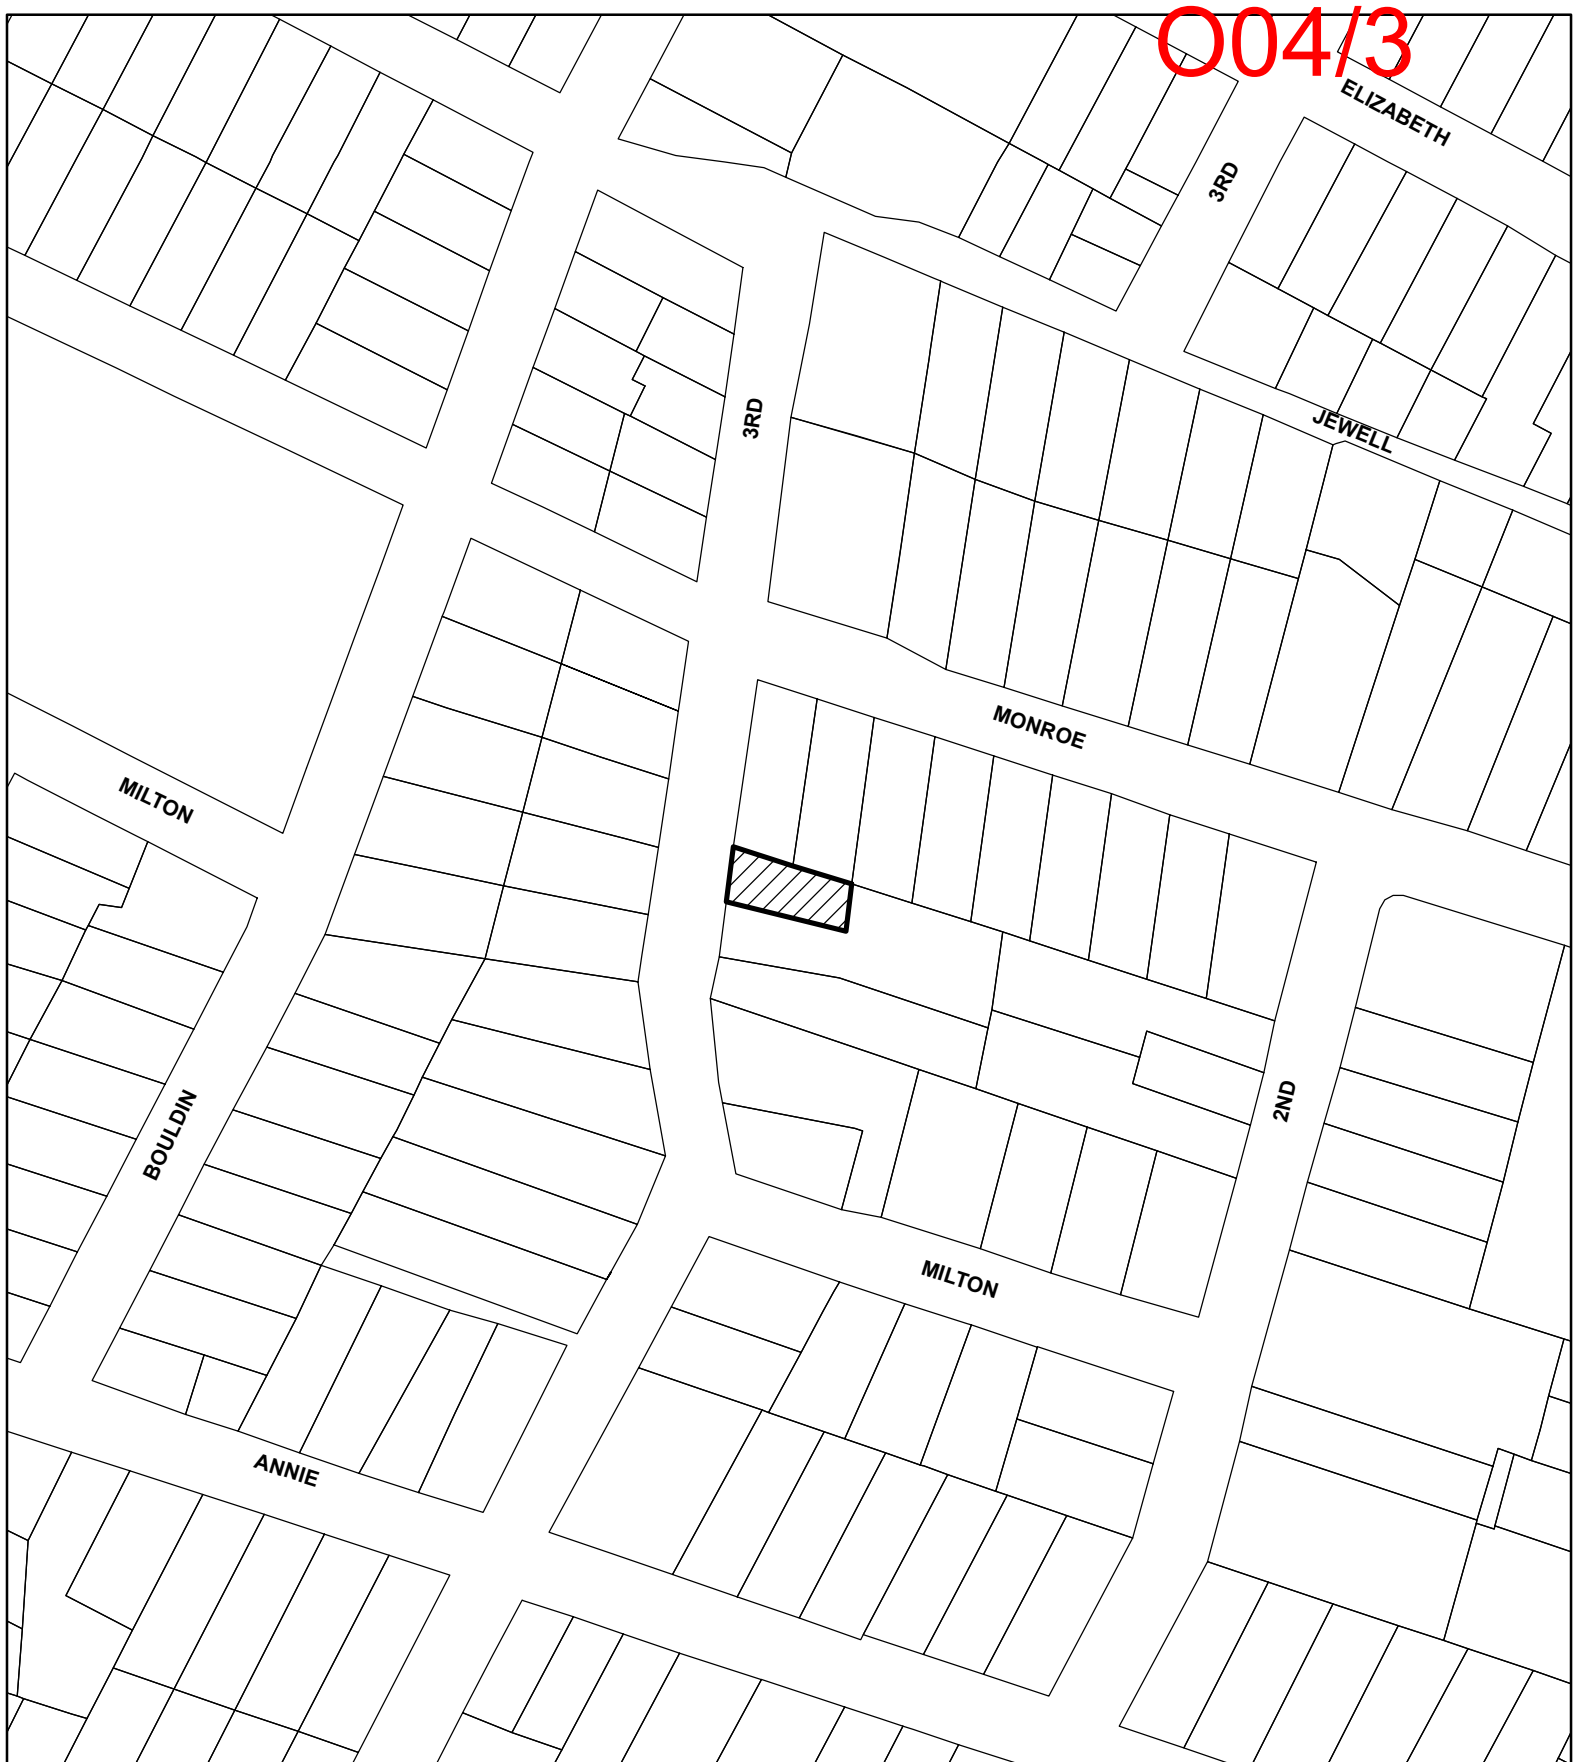 O04/3
ELIZABETH
3RD
3RD
JEWELL
MONROE
MILTON
2ND
BOULDIN
MILTON
ANNIE